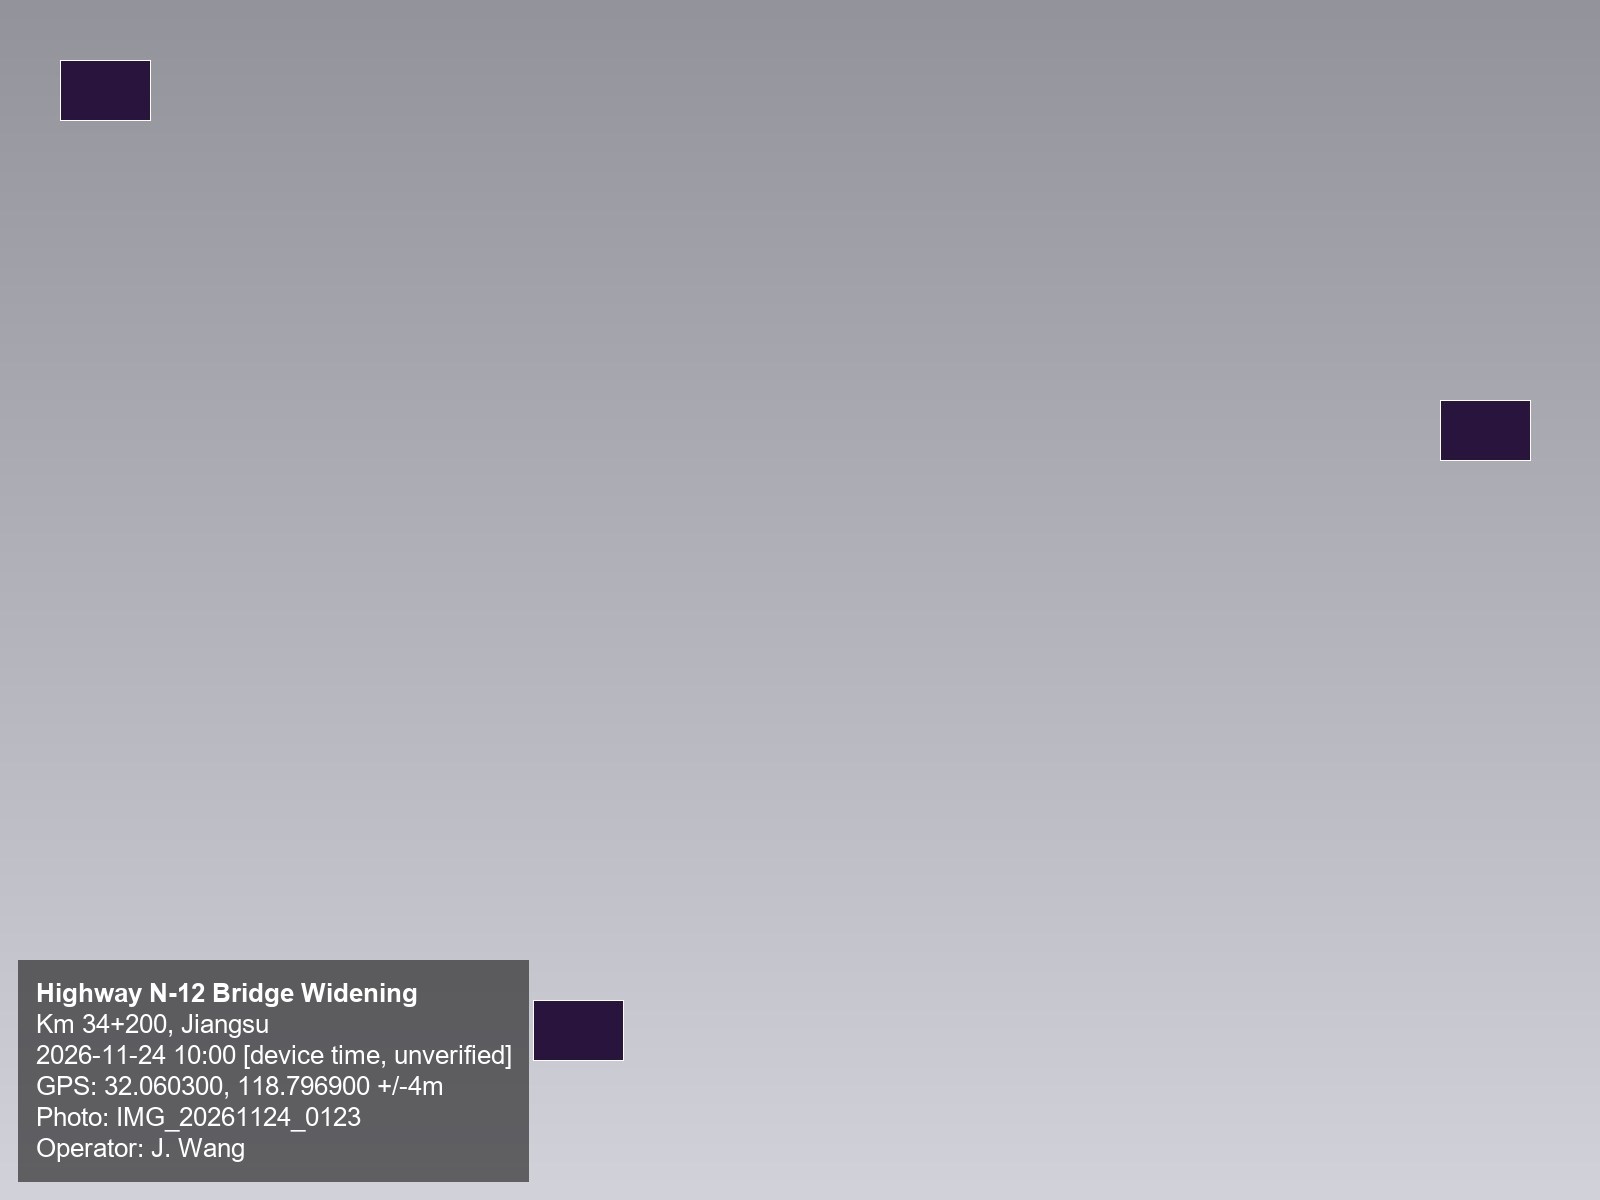 Highway N-12 Bridge Widening
Km 34+200, Jiangsu
2026-11-24 10:00 [device time, unverified]
GPS: 32.060300, 118.796900 +/-4m
Photo: IMG_20261124_0123
Operator: J. Wang